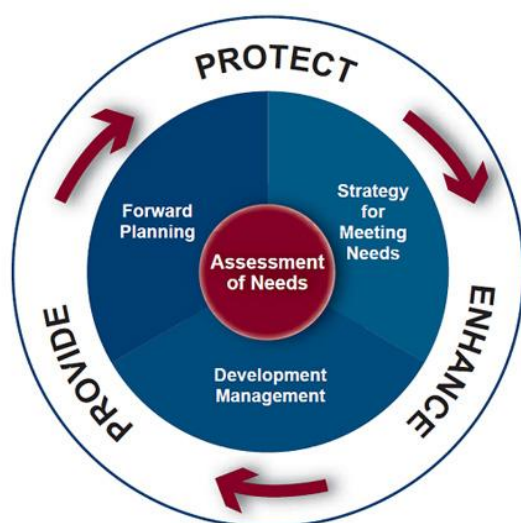 PROTECT
Strategy
for
Meeting
Needs
Forward
Planning
Assessment
of Needs
ENHANCE
PROVIDE
Development
Management